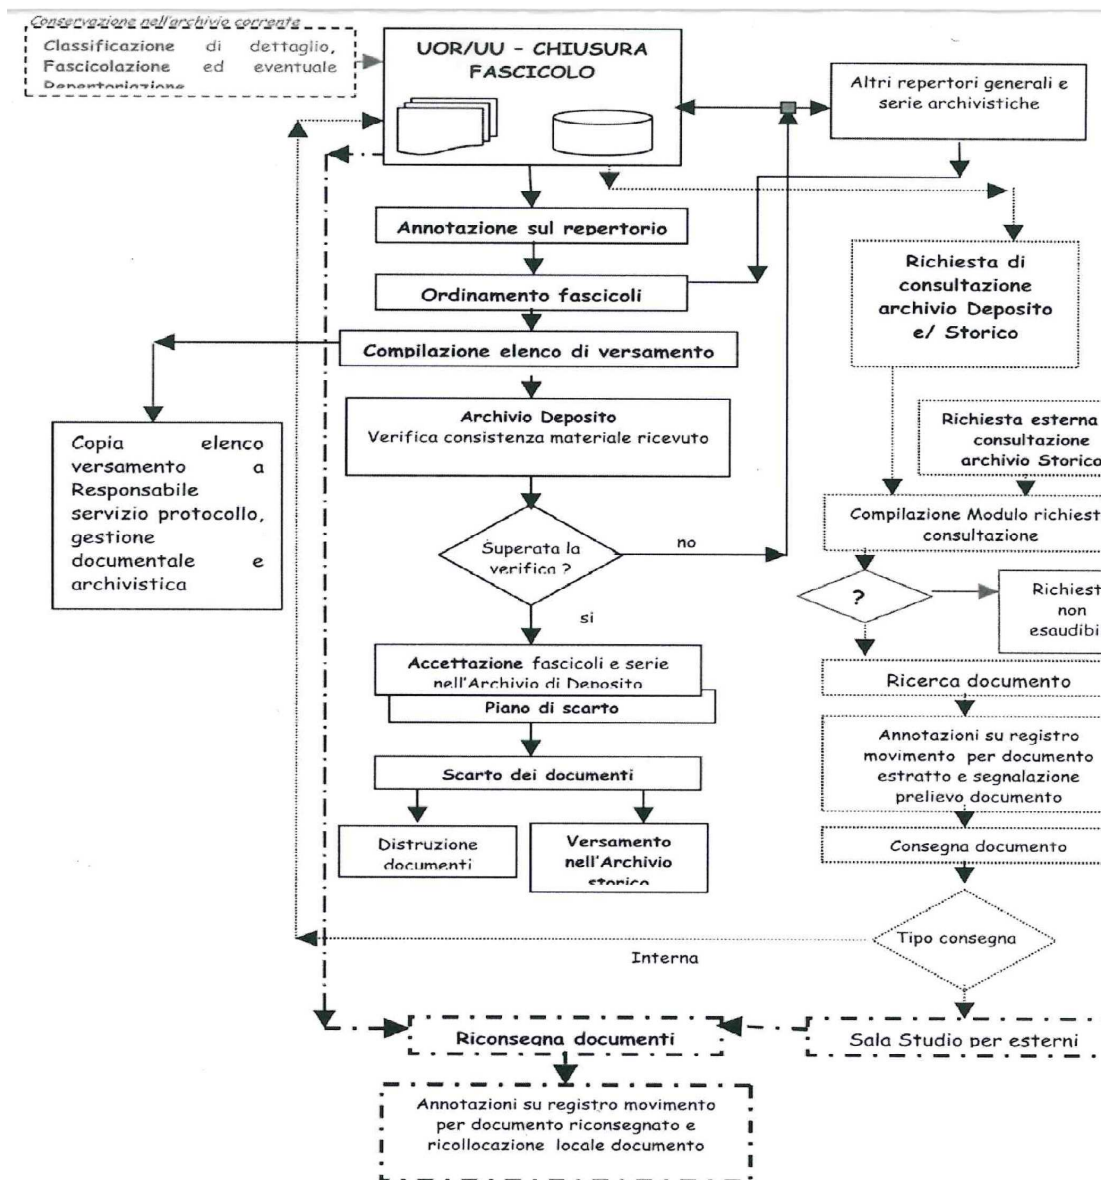 Conservazione nell'archivio corrente
Classificazione di dettaglio,
Fascicolazione ed eventuale
Repertoriazione
UOR/UU - CHIUSURA
FASCICOLO
Altri repertori generali e
serie archivistiche
Annotazione sul repertorio
Ordinamento fascicoli
Richiesta di
consultazione
archivio Deposito
e/ Storico
Compilazione elenco di versamento
Archivio Deposito
Verifica consistenza materiale ricevuto
Copia elenco
versamento a
Responsabile
servizio protocollo,
gestione
documentale e
archivistica
Richiesta esterna
consultazione
archivio Storico
Compilazione Modulo richiest
consultazione
Superata la
verifica ?
no
si
?
Richiest
non
esaudibi
Accettazione fascicoli e serie
nell'Archivio di Deposito
Piano di scarto
Ricerca documento
Annotazioni su registro
movimento per documento
estratto e segnalazione
prelievo documento
Scarto dei documenti
Distruzione
documenti
Versamento
nell'Archivio
storico
Consegna documento
Tipo consegna
Interna
Riconsegna documenti
Sala Studio per esterni
Annotazioni su registro movimento
per documento riconsegnato e
ricollocazione locale documento